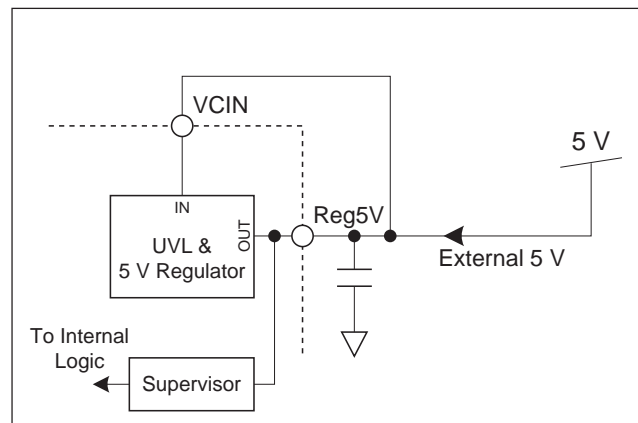 VCIN
5 V
IN
OUT
Reg5V
UVL &
5 V Regulator
External 5 V
To Internal
Logic
Supervisor